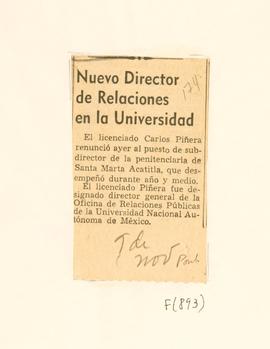 Nuevo Director
de Relaciones
en la Universidad
El licenciado Carlos Piñera
renunció ayer al puesto de sub-
director de la penitenciaría de
Santa Marta Acatitla, que des-
empeñó durante año y medio.
El licenciado Piñera fue de-
signado director general de la
Oficina de Relaciones Públicas
de la Universidad Nacional Au-
tónoma de México.
de
nov
F(893)